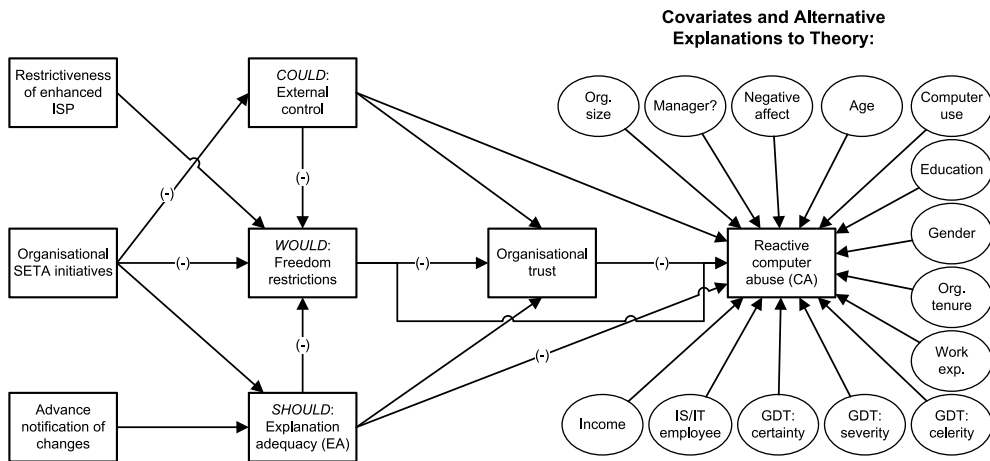 Covariates and Alternative
Explanations to Theory:
Restrictiveness
of enhanced
ISP
COULD:
External
control
Org.
size
Manager?
Negative
affect
Age
Computer
use
Education
(-)
(-)
Gender
Organisational
SETA initiatives
(-)
WOULD:
Freedom
restrictions
(-)
Organisational
trust
(-)
Reactive
computer
abuse (CA)
Org.
tenure
(-)
(-)
Work
exp.
Advance
notification of
changes
SHOULD:
Explanation
adequacy (EA)
Income
IS/IT
employee
GDT:
certainty
GDT:
severity
GDT:
celerity